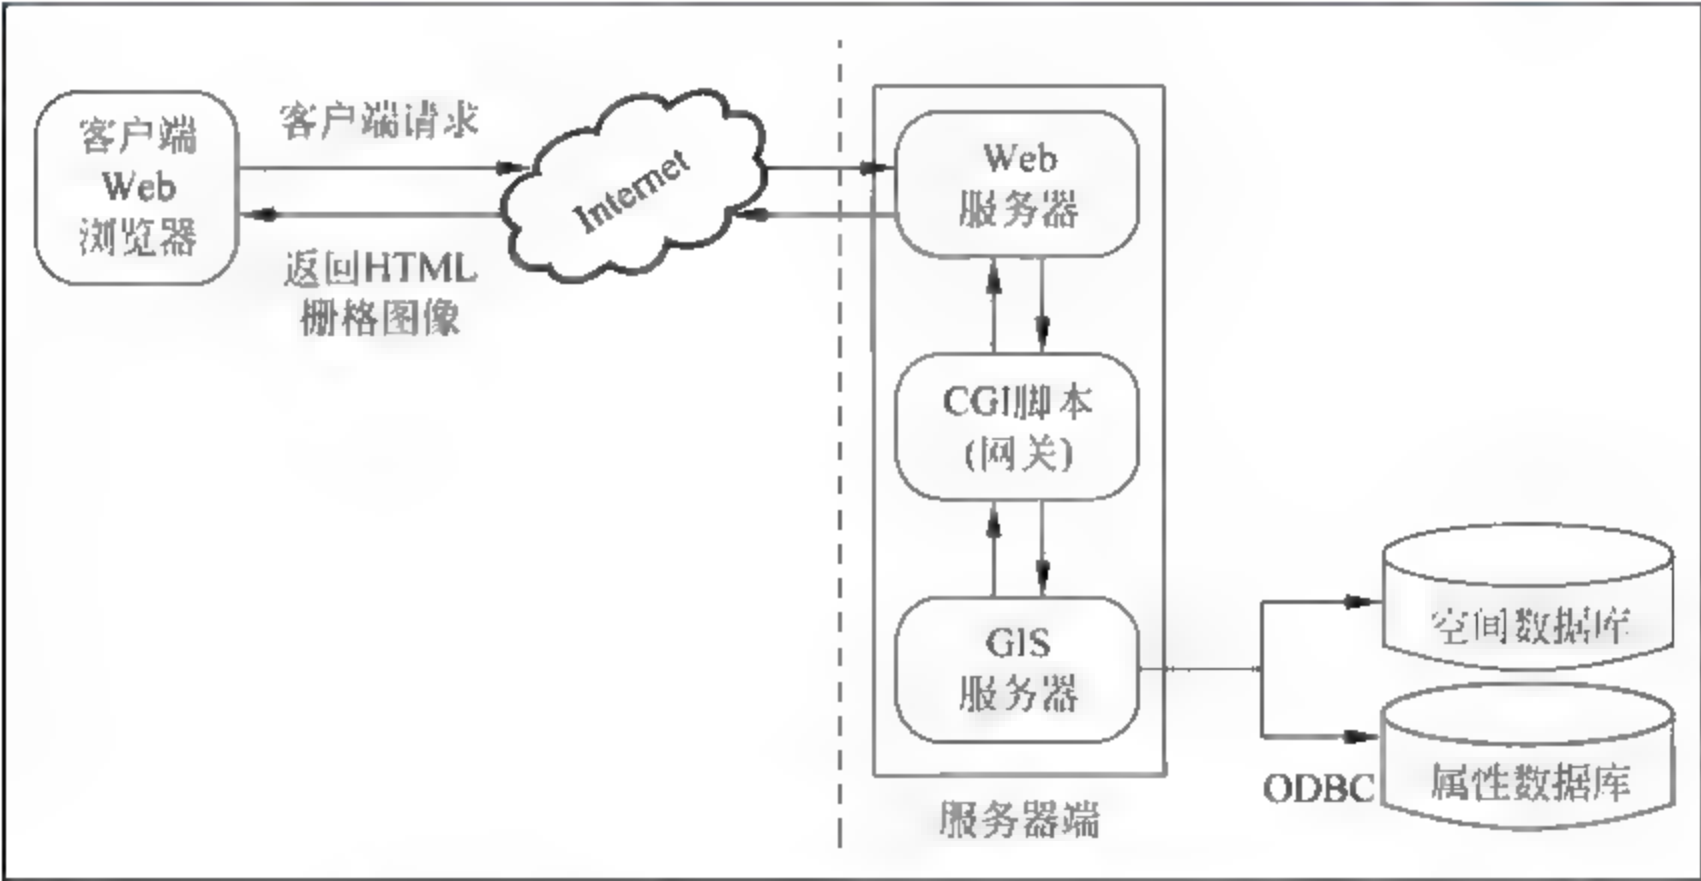 客户端
Web
浏览器
客户端请求
返回HTML
栅格图像
Internet
Web
服务器
CGI脚本
(网关)
GIS
服务器
服务器端
空间数据库
ODBC
属性数据库